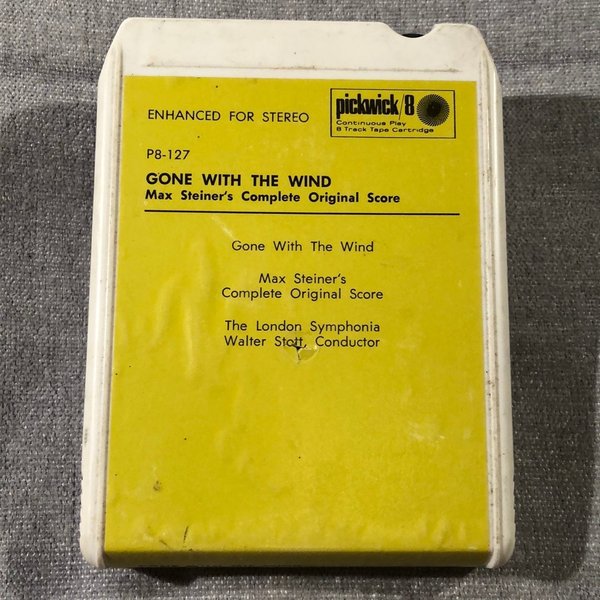 ENHANCED FOR STEREO
pickwick/8
Continuous Play
8 Track Tape Cartridge
P8-127
GONE WITH THE WIND
Max Steiner's Complete Original Score
Gone With The Wind
Max Steiner's
Complete Original Score
The London Symphonia
Walter Stott, Conductor